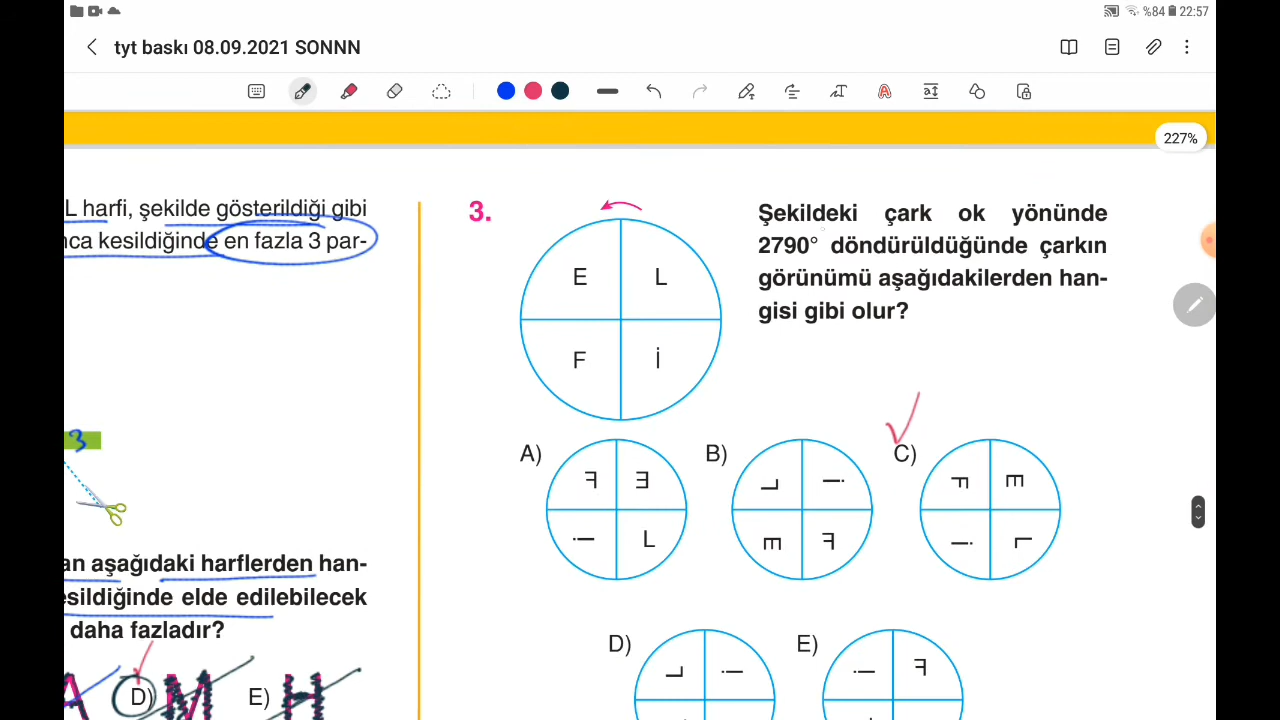 %84 22:57
tyt baskı 08.09.2021 SONNN
227%
L harfi, şekilde gösterildiği gibi
nca kesildiğinde en fazla 3 par-
3
an aşağıdaki harflerden han-
esildiğinde elde edilebilecek
daha fazladır?
A D) M E) H
3.
E L
F İ
Şekildeki çark ok yönünde
2790° döndürüldüğünde çarkın
görünümü aşağıdakilerden han-
gisi gibi olur?
A) B) C)
F E L İ F E
İ L E F İ L
D) E)
L İ İ F